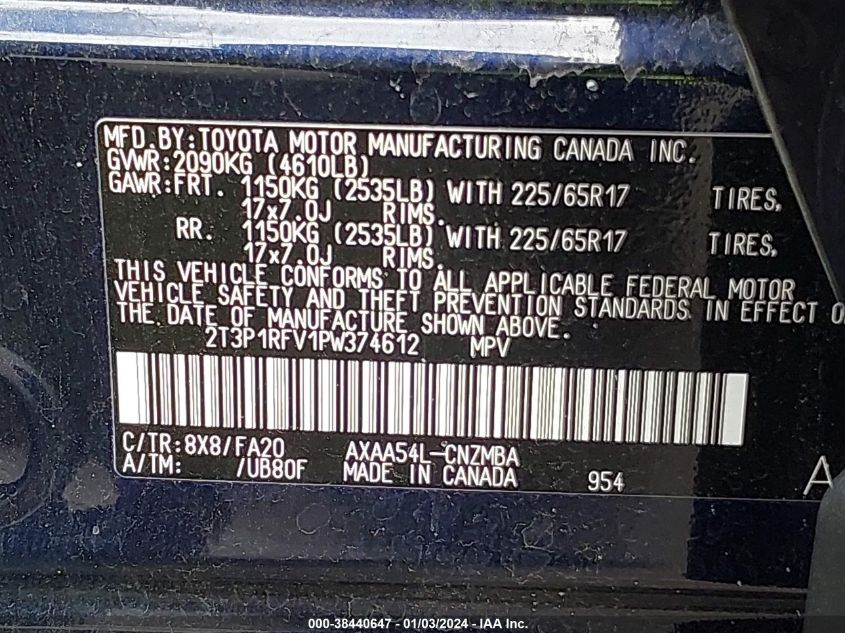 MFD.BY:TOYOTA MOTOR MANUFACTURING CANADA INC.
GVWR:2090KG (4610LB)
GAWR:FRT. 1150KG (2535LB) WITH 225/65R17 TIRES,
17x7.0J RIMS.
RR. 1150KG (2535LB) WITH 225/65R17 TIRES,
17x7.0J RIMS.
THIS VEHICLE CONFORMS TO ALL APPLICABLE FEDERAL MOTOR
VEHICLE SAFETY AND THEFT PREVENTION STANDARDS IN EFFECT O
THE DATE OF MANUFACTURE SHOWN ABOVE.
2T3P1RFV1PW374612 MPV
C/TR:8X8/FA20 AXAA54L-CNZMBA
A/TM: /UB80F MADE IN CANADA 954 A
000-38440647 - 01/03/2024 - IAA Inc.